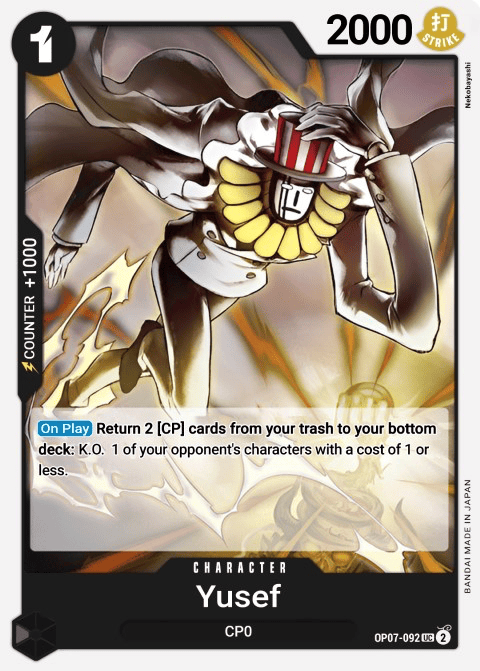 1
2000
打
STRIKE
Nekobayashi
COUNTER +1000
On Play Return 2 [CP] cards from your trash to your bottom
deck: K.O. 1 of your opponent's characters with a cost of 1 or
less.
BANDAI MADE IN JAPAN
CHARACTER
Yusef
CP0
OP07-092 UC 2